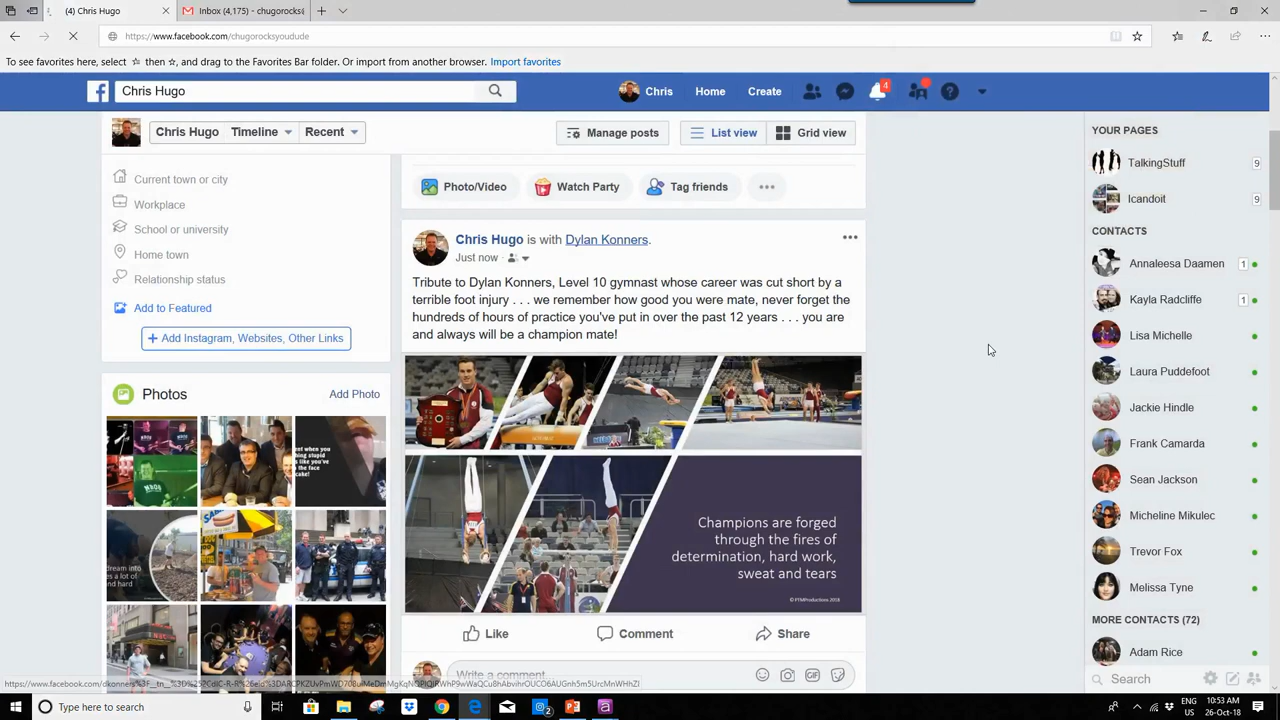 (4) Chris Hugo
Inbox (4,175) - chugorocks@
https://www.facebook.com/chugorocksyoudude
To see favorites here, select ☆ then ☆, and drag to the Favorites Bar folder. Or import from another browser. Import favorites
Chris Hugo
Chris
Home
Create
4
Chris Hugo
Timeline
Recent
Manage posts
List view
Grid view
Current town or city
Workplace
School or university
Home town
Relationship status
Add to Featured
+ Add Instagram, Websites, Other Links
Photos
Add Photo
Photo/Video
Watch Party
Tag friends
Chris Hugo is with Dylan Konners.
Just now
Tribute to Dylan Konners, Level 10 gymnast whose career was cut short by a
terrible foot injury . . . we remember how good you were mate, never forget the
hundreds of hours of practice you've put in over the past 12 years . . . you are
and always will be a champion mate!
Champions are forged
through the fires of
determination, hard work,
sweat and tears
© PTMProductions 2018
Like
Comment
Share
Write a comment...
YOUR PAGES
TalkingStuff
9
Icandoit
9
CONTACTS
Annaleesa Daamen
1
Kayla Radcliffe
1
Lisa Michelle
Laura Puddefoot
Jackie Hindle
Frank Camarda
Sean Jackson
Micheline Mikulec
Trevor Fox
Melissa Tyne
MORE CONTACTS (72)
Adam Rice
Search
Type here to search
2
10:53 AM
US
26-Oct-18